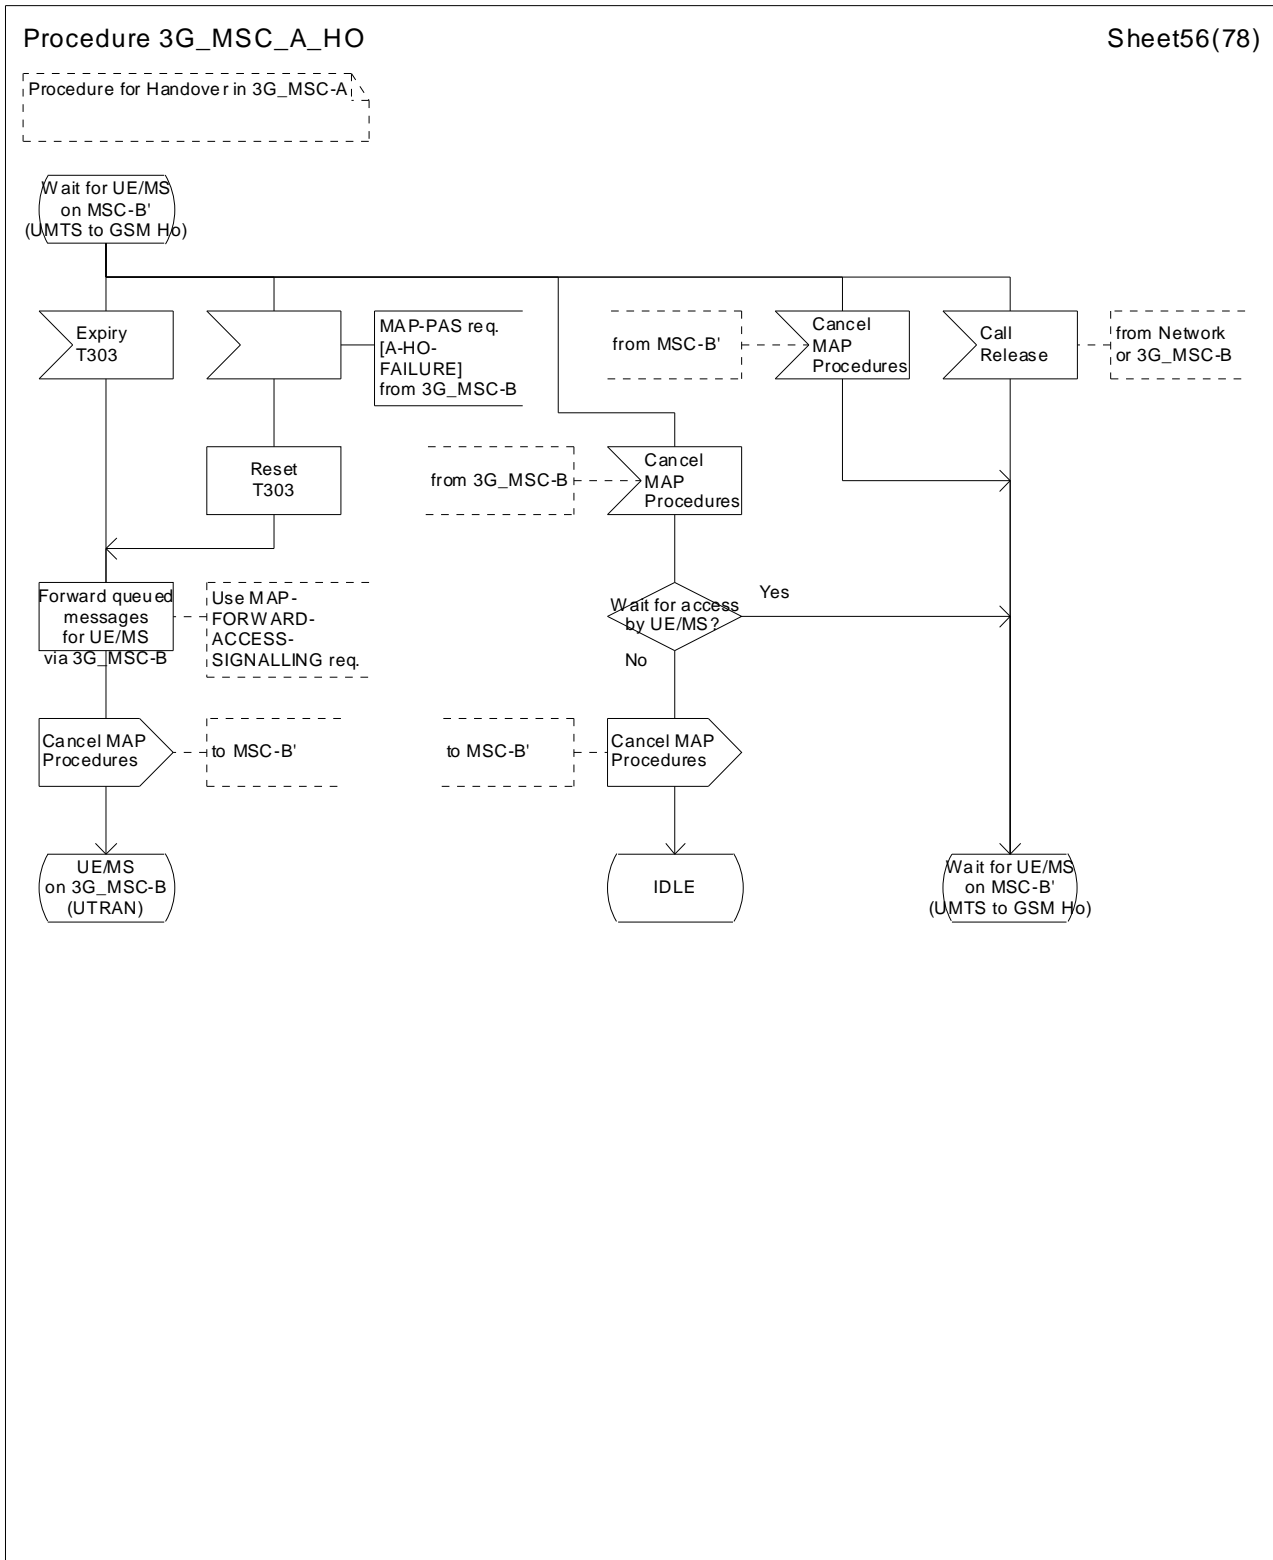 Procedure 3G_MSC_A_HO
Sheet56(78)
Procedure for Handover in 3G_MSC-A
Wait for UE/MS
on MSC-B'
(UMTS to GSM Ho)
Expiry
T303
MAP-PAS req.
[A-HO-
FAILURE]
from 3G_MSC-B
from MSC-B'
Cancel
MAP
Procedures
Call
Release
from Network
or 3G_MSC-B
Reset
T303
from 3G_MSC-B
Cancel
MAP
Procedures
Forward queued
messages
for UE/MS
via 3G_MSC-B
Use MAP-
FORWARD-
ACCESS-
SIGNALLING req.
Wait for access
by UE/MS?
Yes
No
Cancel MAP
Procedures
to MSC-B'
to MSC-B'
Cancel MAP
Procedures
UE/MS
on 3G_MSC-B
(UTRAN)
IDLE
Wait for UE/MS
on MSC-B'
(UMTS to GSM Ho)